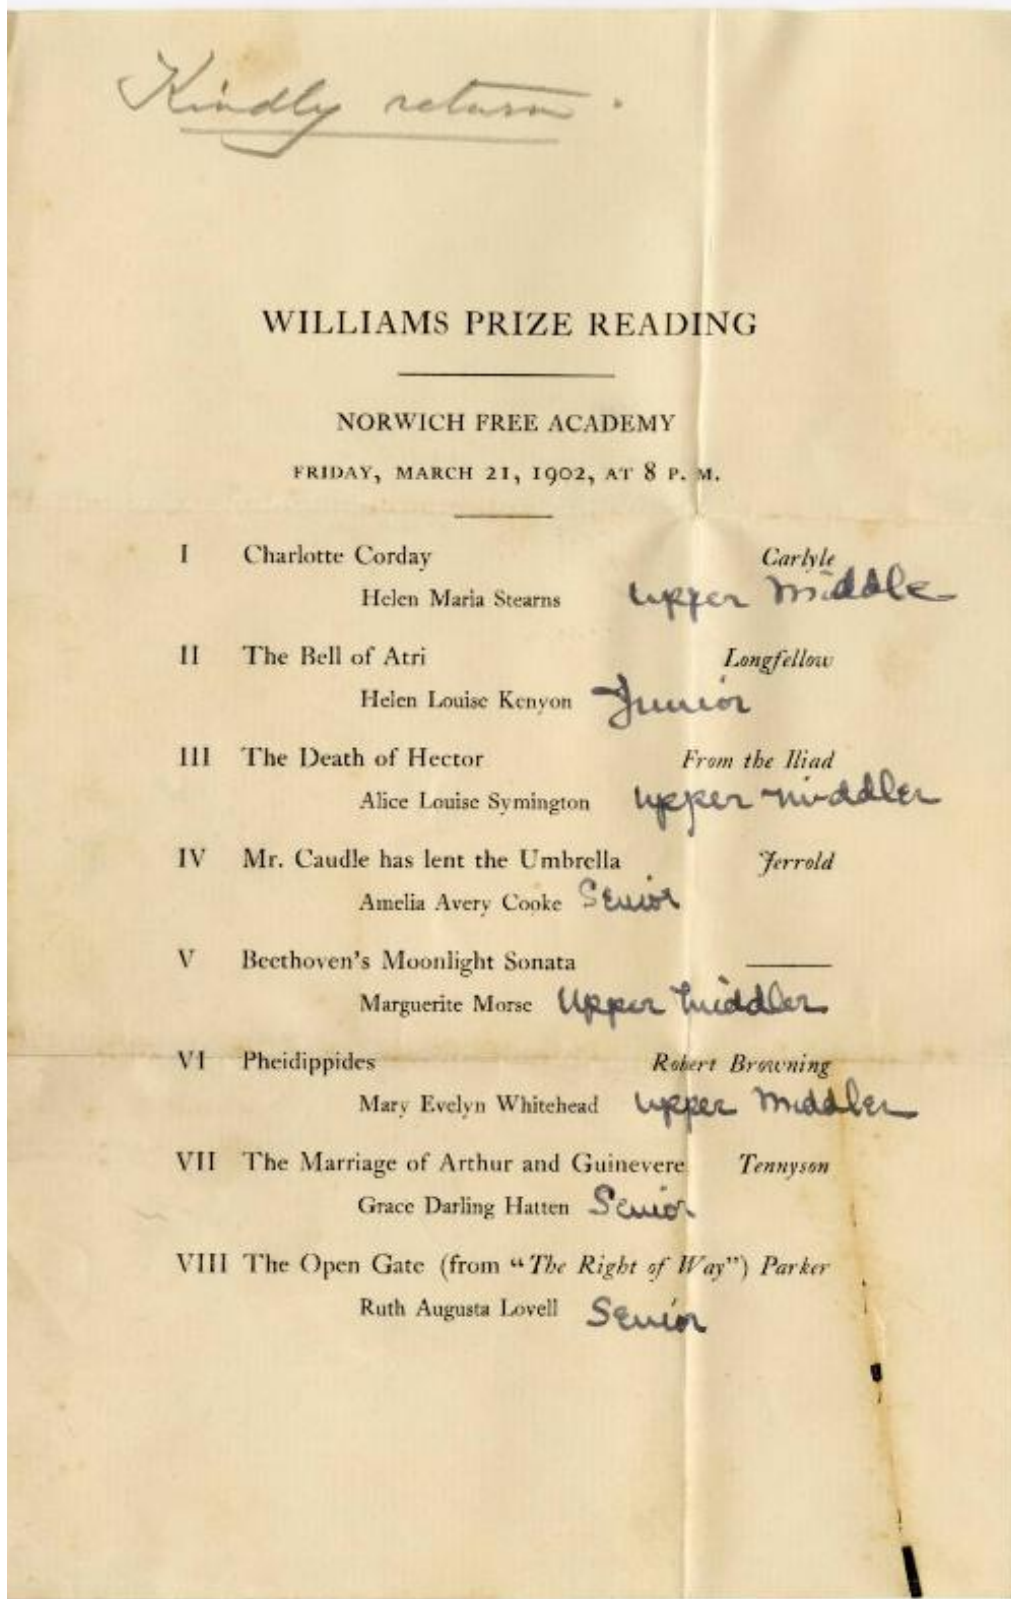 Kindly return.
WILLIAMS PRIZE READING
NORWICH FREE ACADEMY
FRIDAY, MARCH 21, 1902, AT 8 P. M.
I Charlotte Corday Carlyle
Helen Maria Stearns Upper Middle
II The Bell of Atri Longfellow
Helen Louise Kenyon Junior
III The Death of Hector From the Iliad
Alice Louise Symington Upper Middler
IV Mr. Caudle has lent the Umbrella Jerrold
Amelia Avery Cooke Senior
V Beethoven's Moonlight Sonata ———
Marguerite Morse Upper Middler
VI Pheidippides Robert Browning
Mary Evelyn Whitehead Upper Middler
VII The Marriage of Arthur and Guinevere Tennyson
Grace Darling Hatten Senior
VIII The Open Gate (from "The Right of Way") Parker
Ruth Augusta Lovell Senior